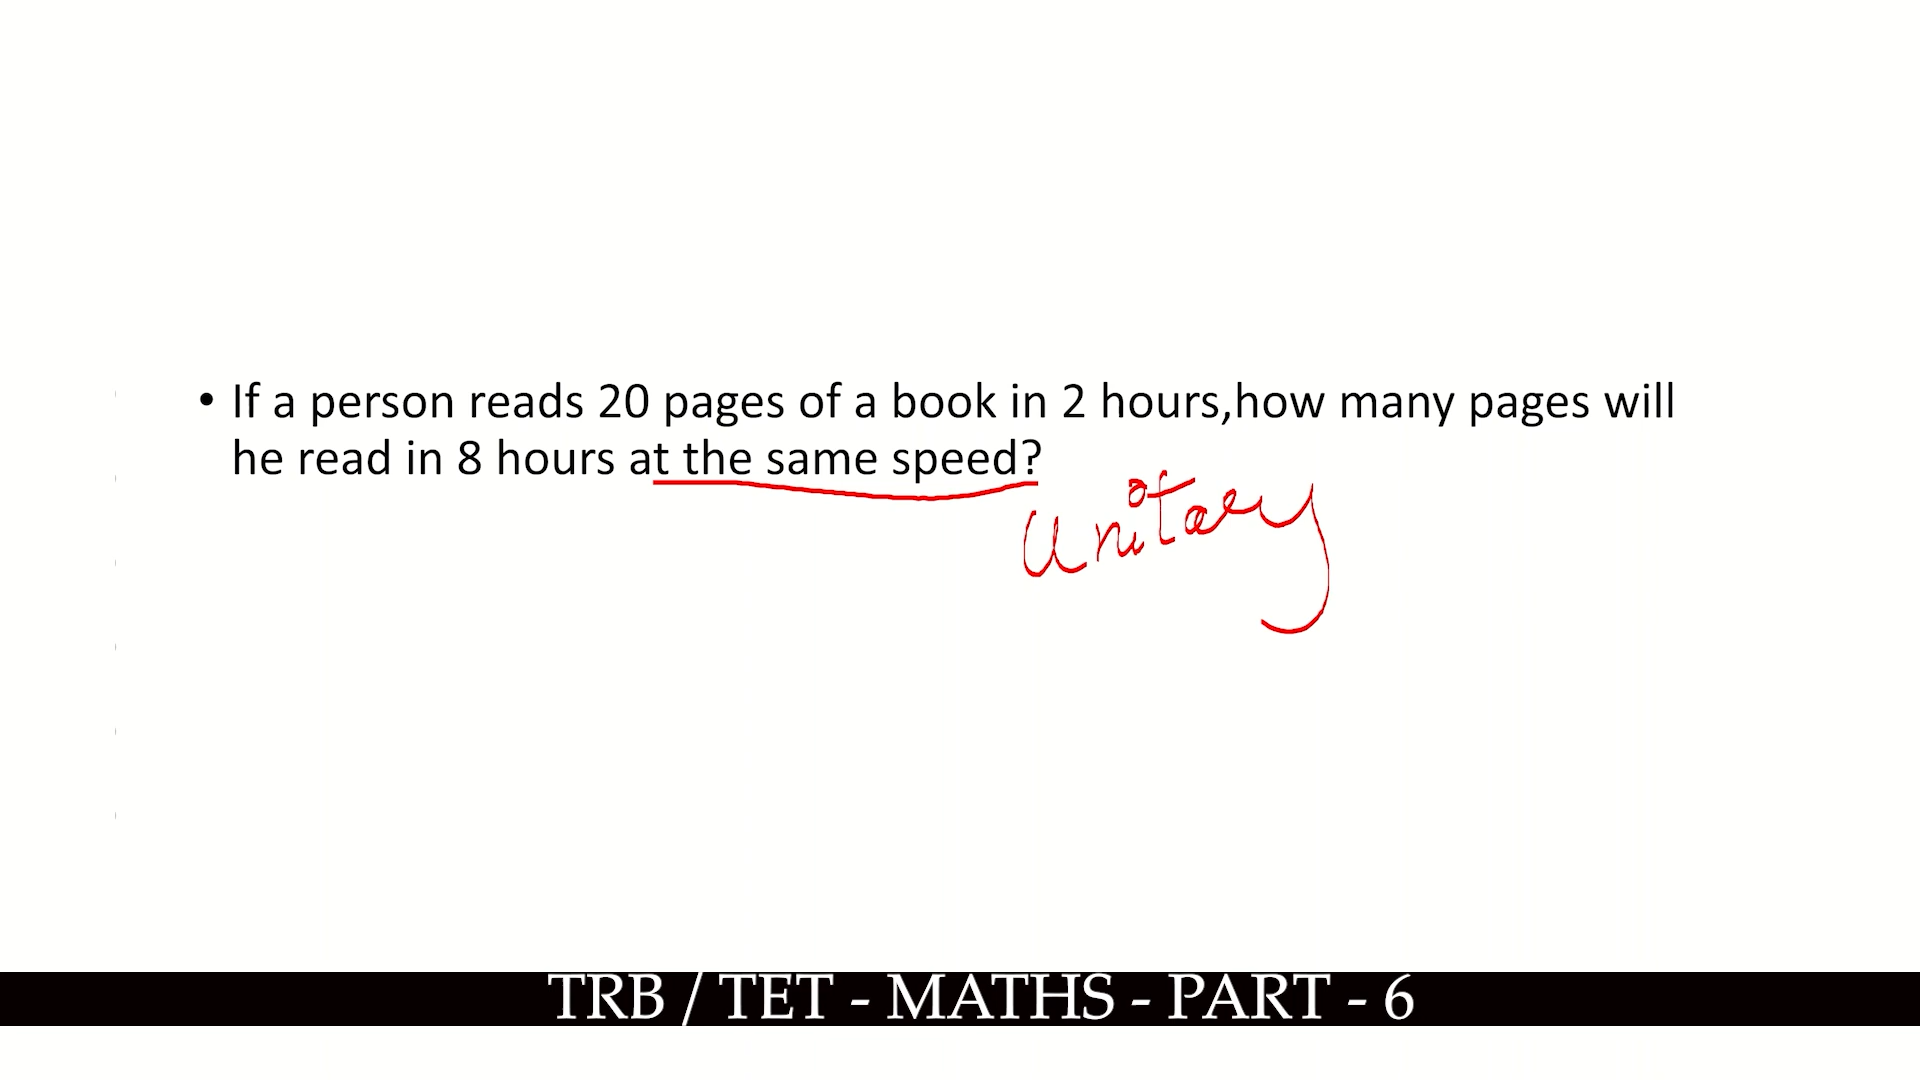 • If a person reads 20 pages of a book in 2 hours,how many pages will
he read in 8 hours at the same speed?
Unitary
TRB / TET - MATHS - PART - 6